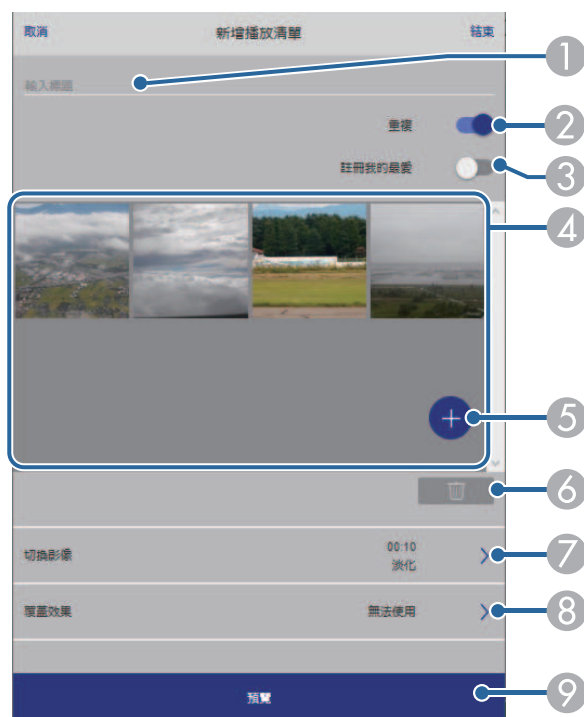 取消 新增播放清單 結束
輸入標題
重複
註冊我的最愛
切換影像 00:10
淡化
覆蓋效果 無法使用
預覽
1
2
3
4
5
6
7
8
9